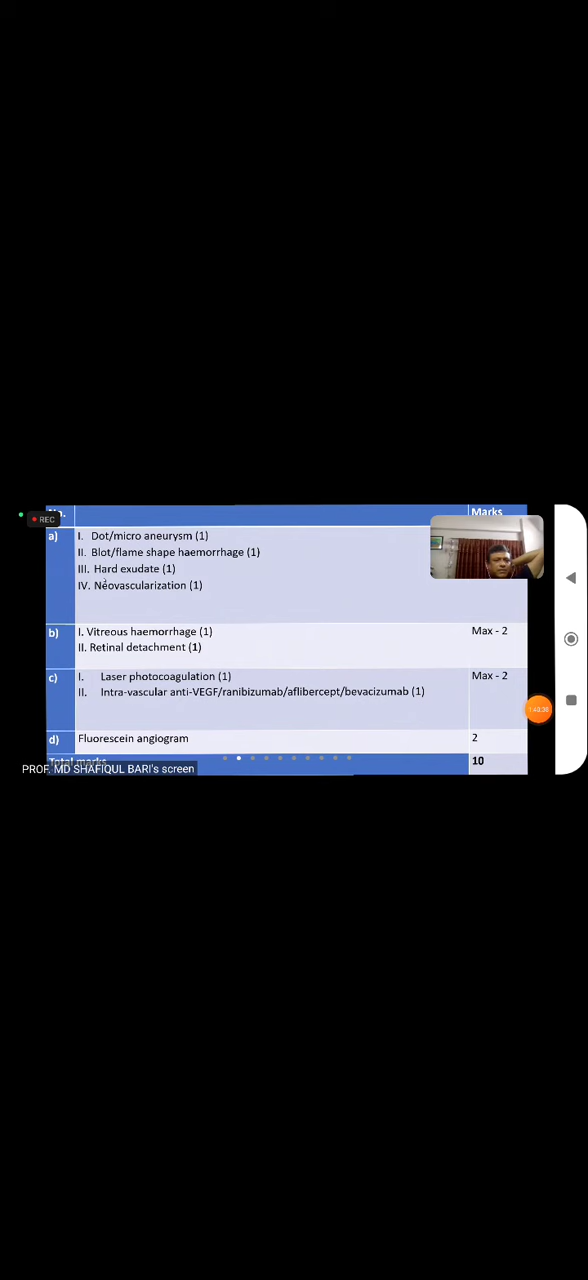 REC
Marks
a)
I. Dot/micro aneurysm (1)
II. Blot/flame shape haemorrhage (1)
III. Hard exudate (1)
IV. Neovascularization (1)
b)
I. Vitreous haemorrhage (1)
II. Retinal detachment (1)
Max - 2
c)
I. Laser photocoagulation (1)
II. Intra-vascular anti-VEGF/ranibizumab/aflibercept/bevacizumab (1)
Max - 2
d) Fluorescein angiogram 2
Total marks 10
PROF. MD SHAFIQUL BARI's screen